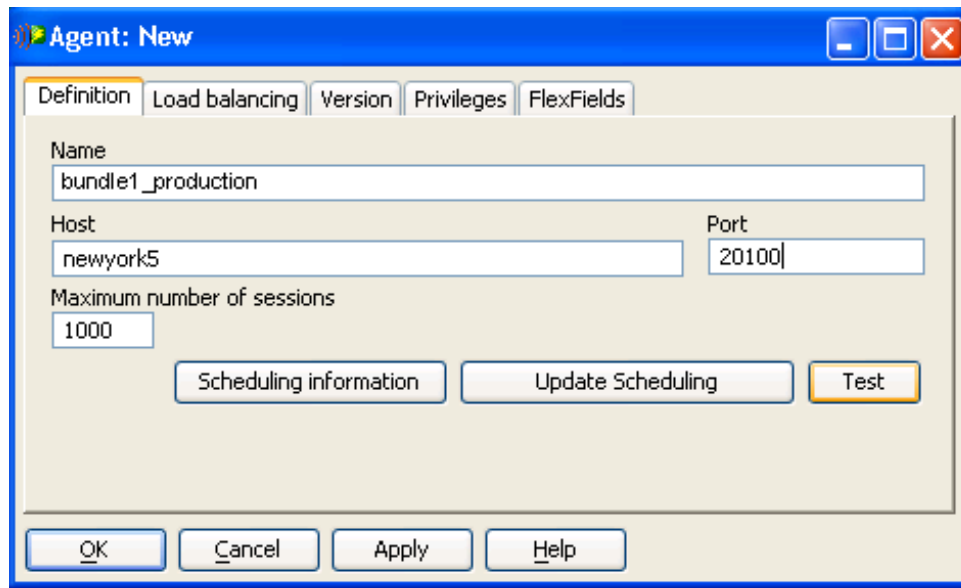 Agent: New
Definition Load balancing Version Privileges FlexFields
Name
bundle1_production
Host Port
newyork5 20100
Maximum number of sessions
1000
Scheduling information Update Scheduling Test
OK Cancel Apply Help